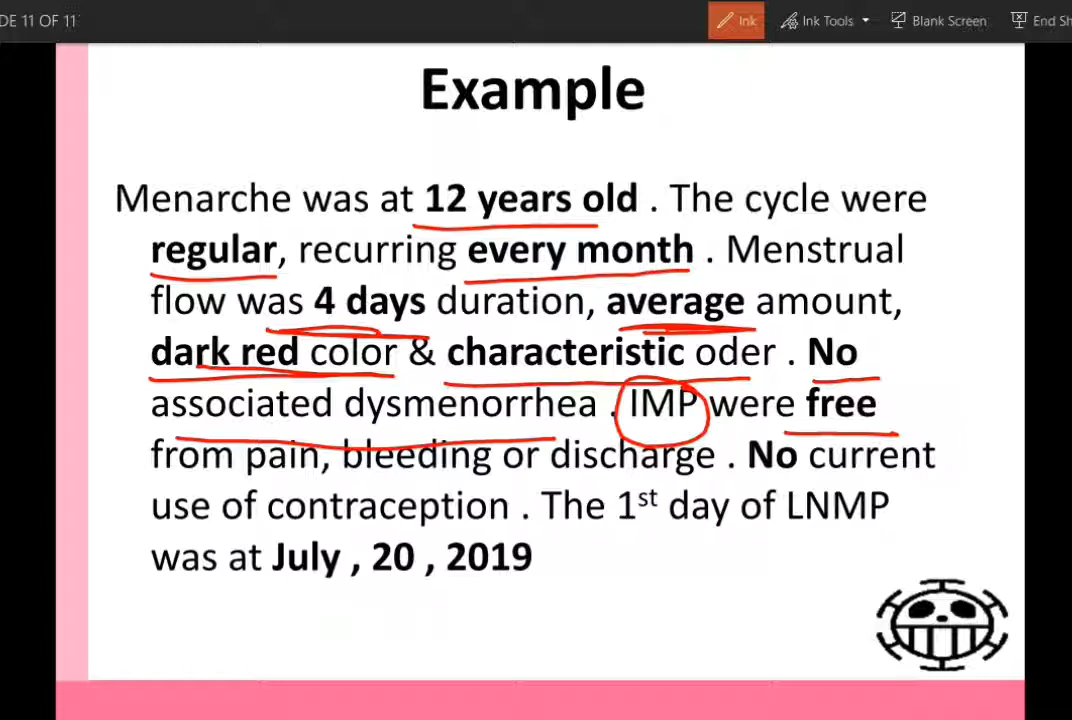 DE 11 OF 11
Ink
Ink Tools
Blank Screen
End Sh
Example
Menarche was at 12 years old . The cycle were
regular, recurring every month . Menstrual
flow was 4 days duration, average amount,
dark red color & characteristic oder . No
associated dysmenorrhea . IMP were free
from pain, bleeding or discharge . No current
use of contraception . The 1st day of LNMP
was at July , 20 , 2019